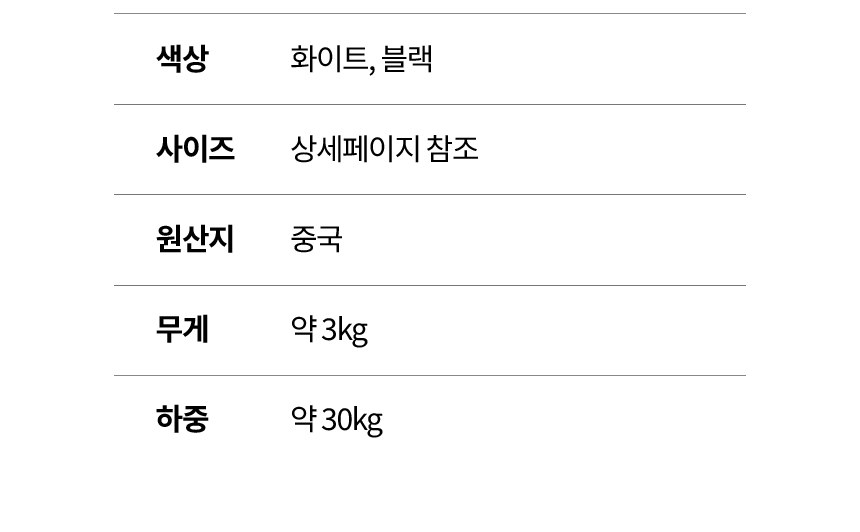 색상 화이트, 블랙
사이즈 상세페이지 참조
원산지 중국
무게 약 3kg
하중 약 30kg